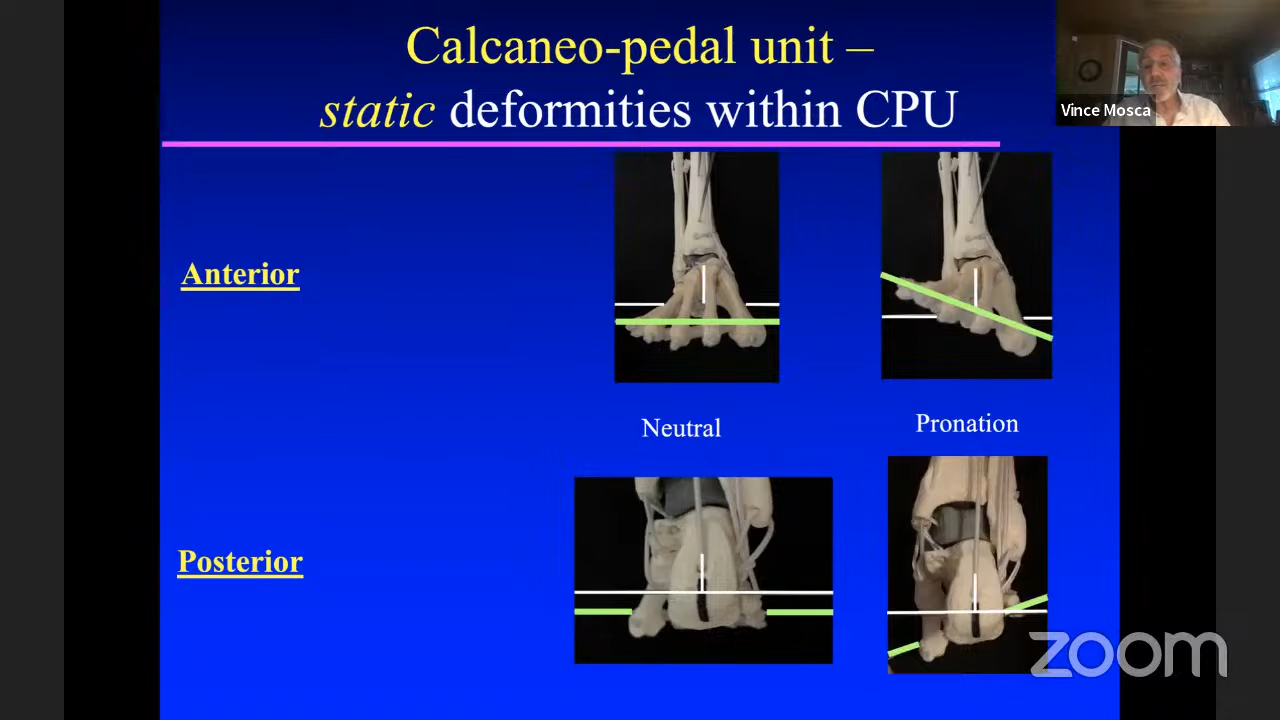 Calcaneo-pedal unit –
static deformities within CPU
Vince Mosca
Anterior
Neutral
Pronation
Posterior
zoom